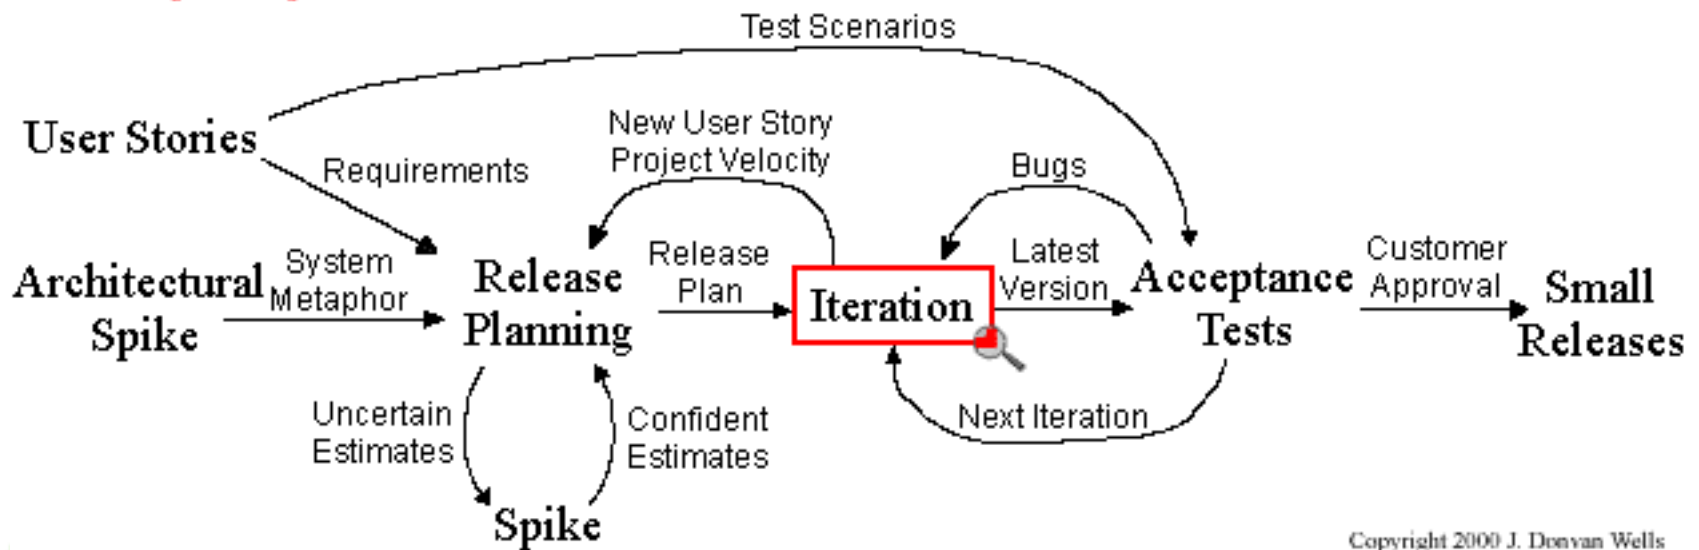 Test Scenarios
User Stories
New User Story
Project Velocity
Bugs
Requirements
Architectural
Spike
System
Metaphor
Release
Planning
Release
Plan
Iteration
Latest
Version
Acceptance
Tests
Customer
Approval
Small
Releases
Uncertain
Estimates
Confident
Estimates
Next Iteration
Spike
Copyright 2000 J. Donvan Wells